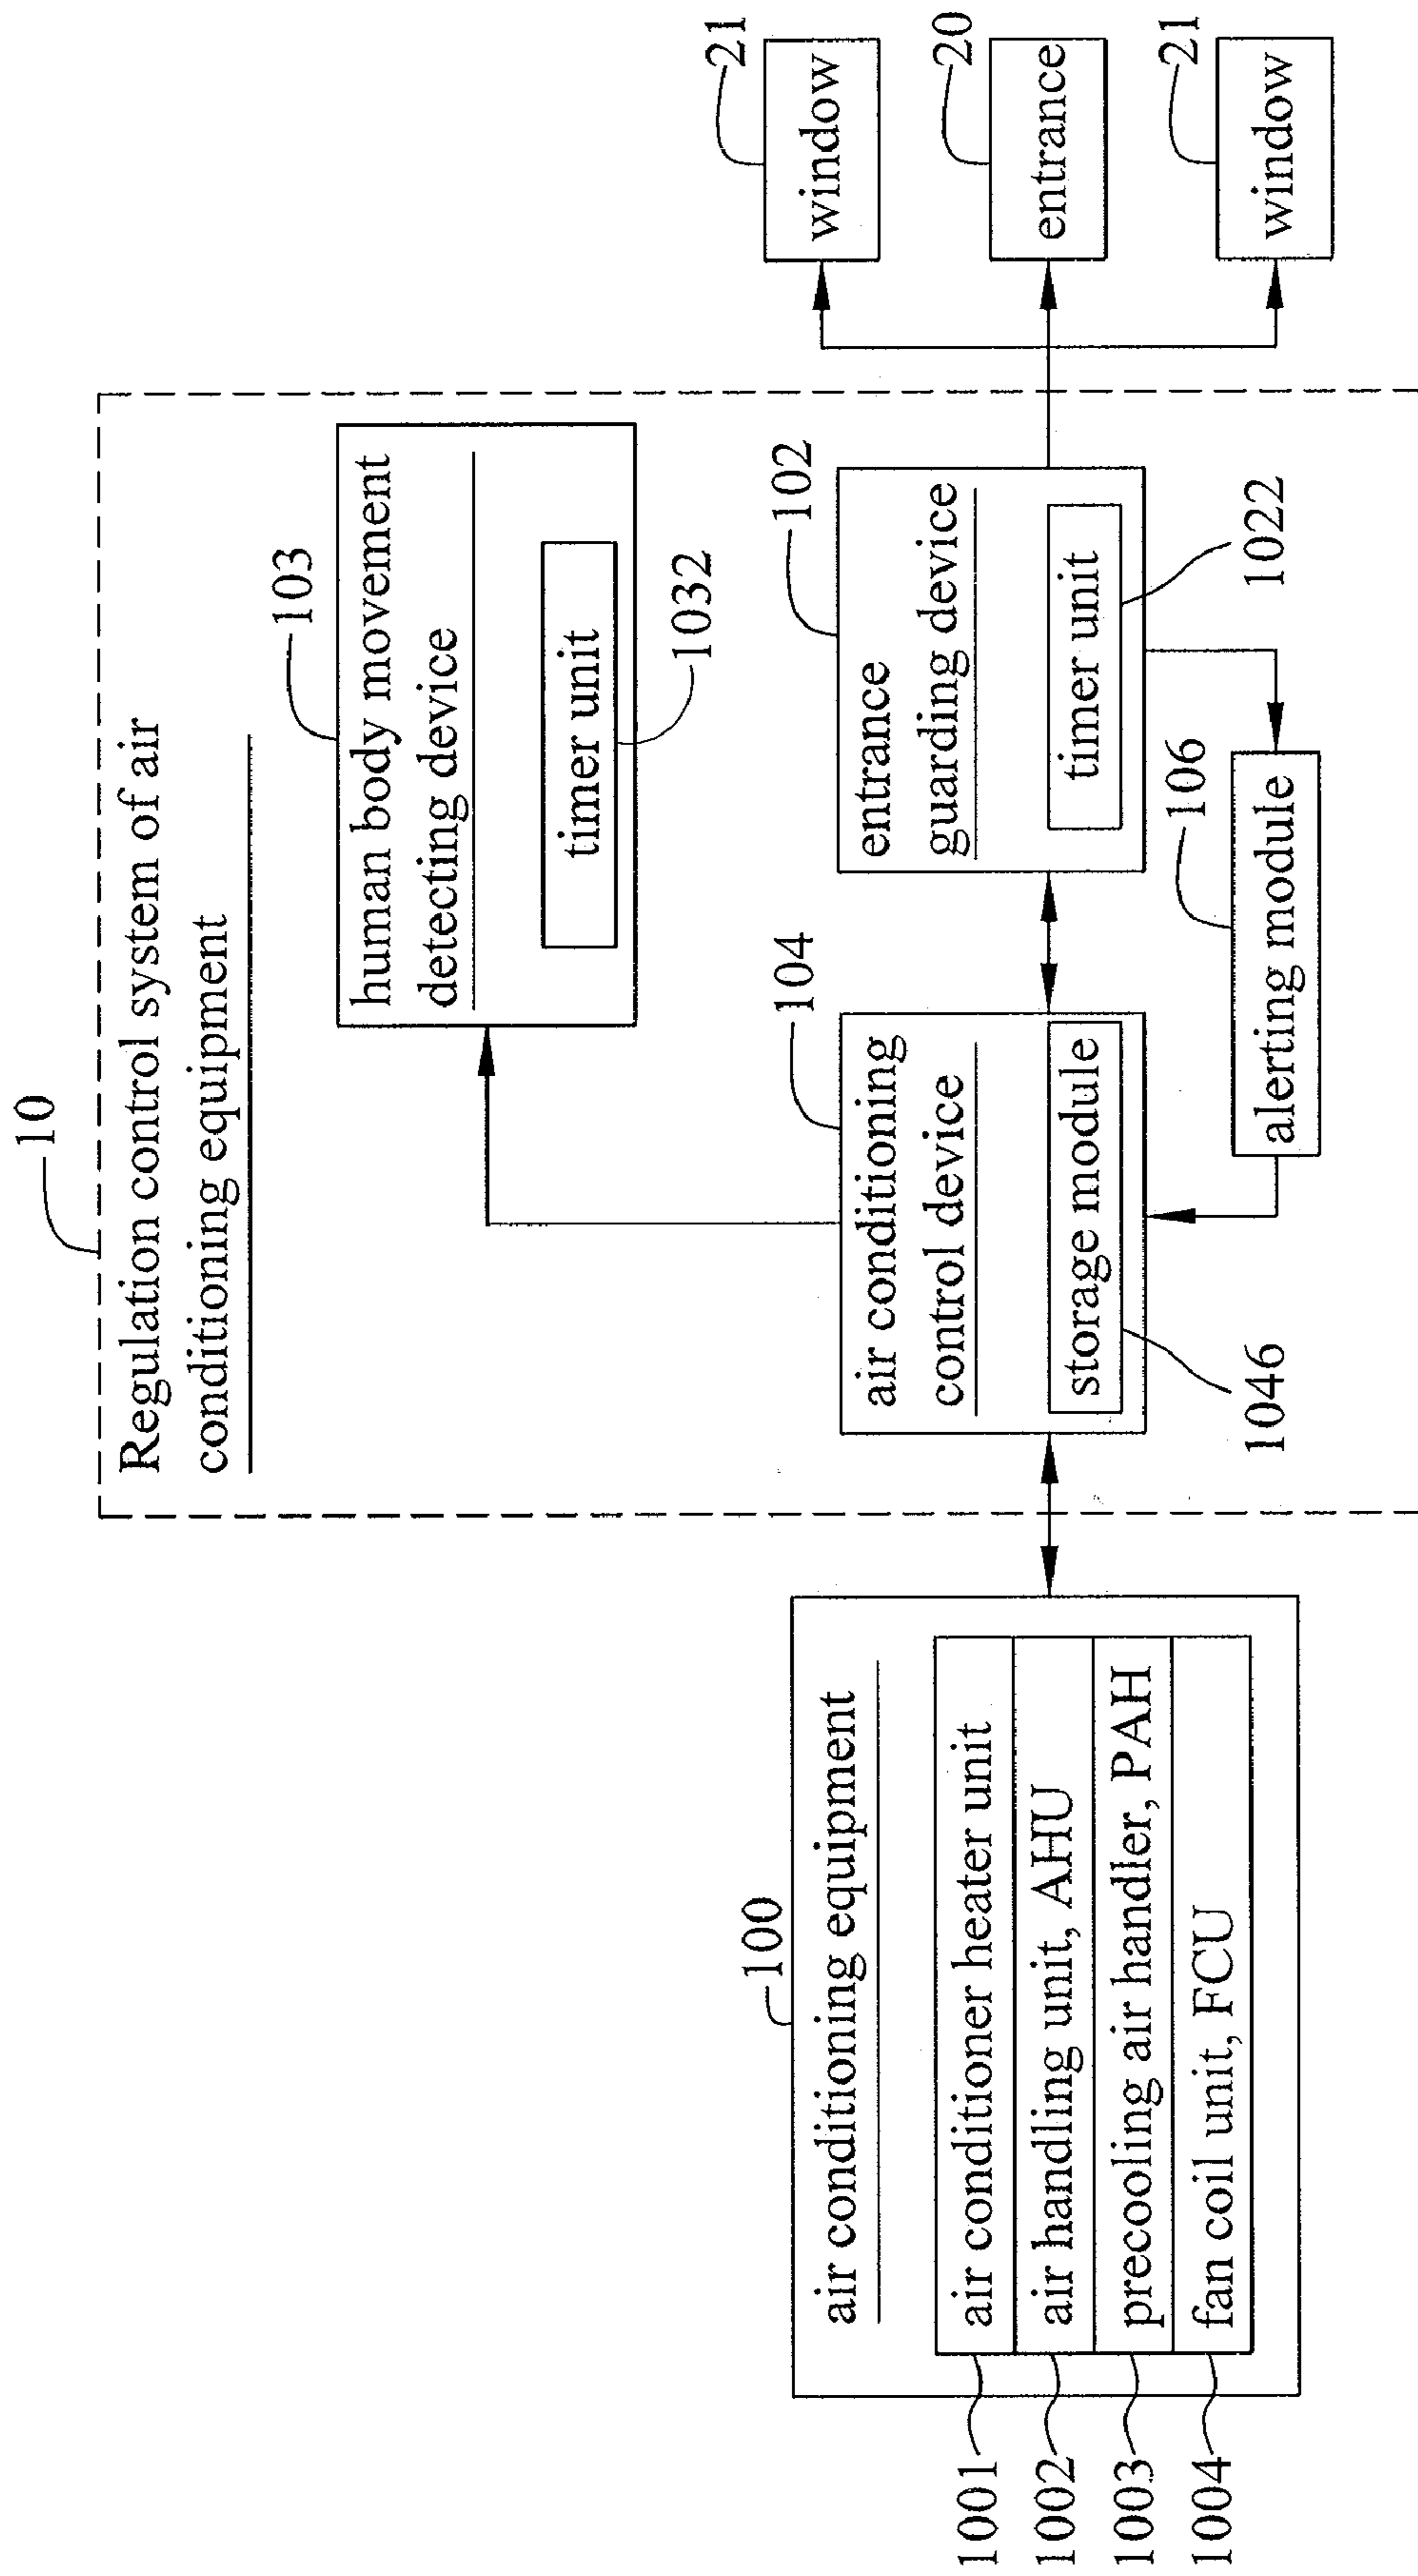 10
Regulation control system of air
conditioning equipment
103
human body movement
detecting device
timer unit
1032
100
air conditioning equipment
1001
air conditioner heater unit
1002
air handling unit, AHU
1003
precooling air handler, PAH
1004
fan coil unit, FCU
104
air conditioning
control device
storage module
1046
102
entrance
guarding device
timer unit
1022
106
alerting module
21
window
20
entrance
21
window